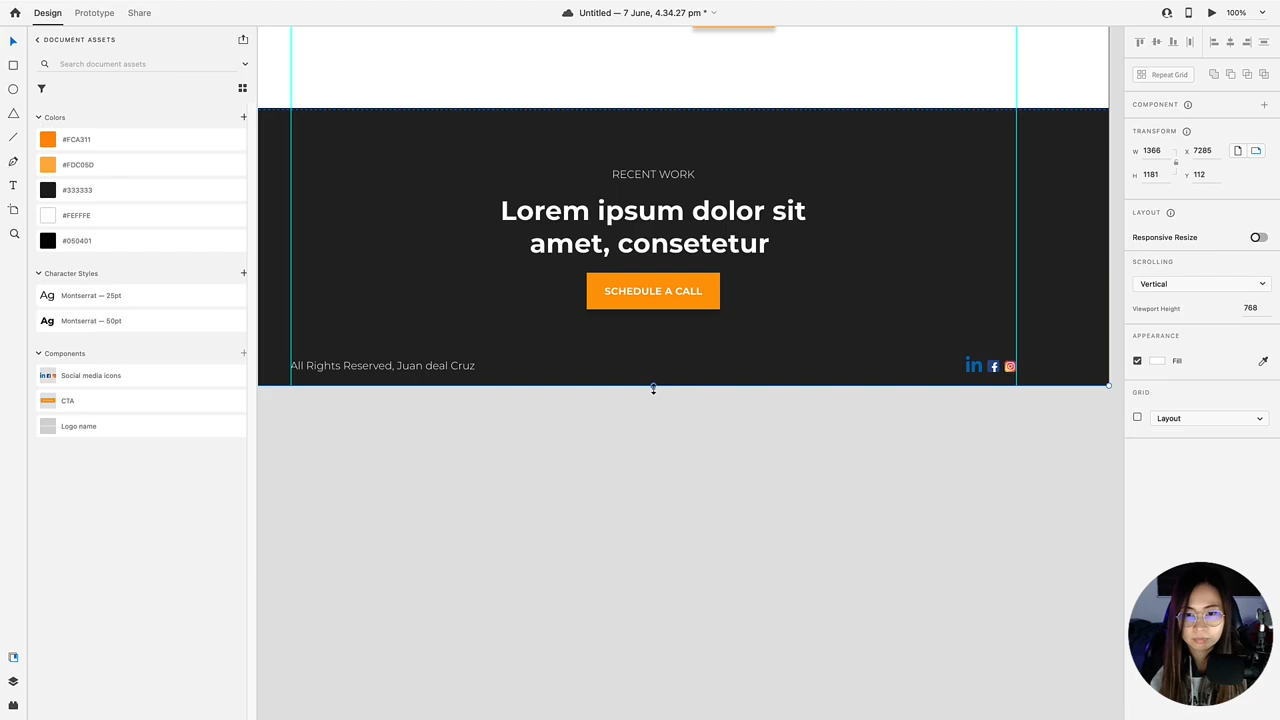 Design Prototype Share
Untitled — 7 June, 4.34.27 pm *
100%
DOCUMENT ASSETS
Search document assets
Colors
#FCA311
#FDC05D
#333333
#FEFFFE
#050401
Character Styles
Ag Montserrat — 25pt
Ag Montserrat — 50pt
Components
Social media icons
CTA
Logo name
RECENT WORK
Lorem ipsum dolor sit
amet, consetetur
SCHEDULE A CALL
All Rights Reserved, Juan deal Cruz
in f
Repeat Grid
COMPONENT
TRANSFORM
W 1366 X 7285
H 1181 Y 112
LAYOUT
Responsive Resize
SCROLLING
Vertical
Viewport Height 768
APPEARANCE
Fill
GRID
Layout